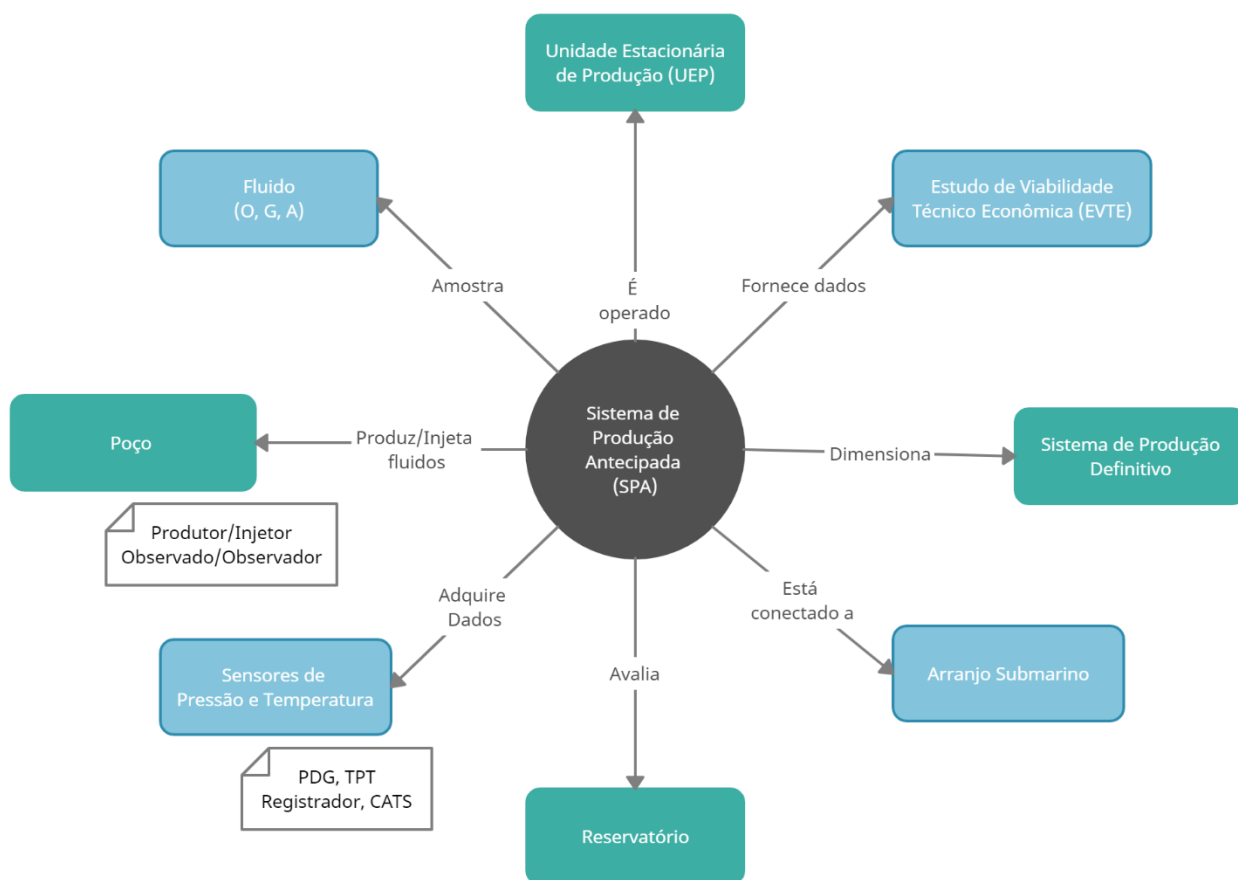 Unidade Estacionária
de Produção (UEP)
Fluido
(O, G, A)
Estudo de Viabilidade
Técnico Econômica (EVTE)
Amostra
É
operado
Fornece dados
Poço
Produz/Injeta
fluidos
Sistema de
Produção
Antecipada
(SPA)
Dimensiona
Sistema de Produção
Definitivo
Produtor/Injetor
Observado/Observador
Adquire
Dados
Está
conectado a
Sensores de
Pressão e Temperatura
Avalia
Arranjo Submarino
PDG, TPT
Registrador, CATS
Reservatório